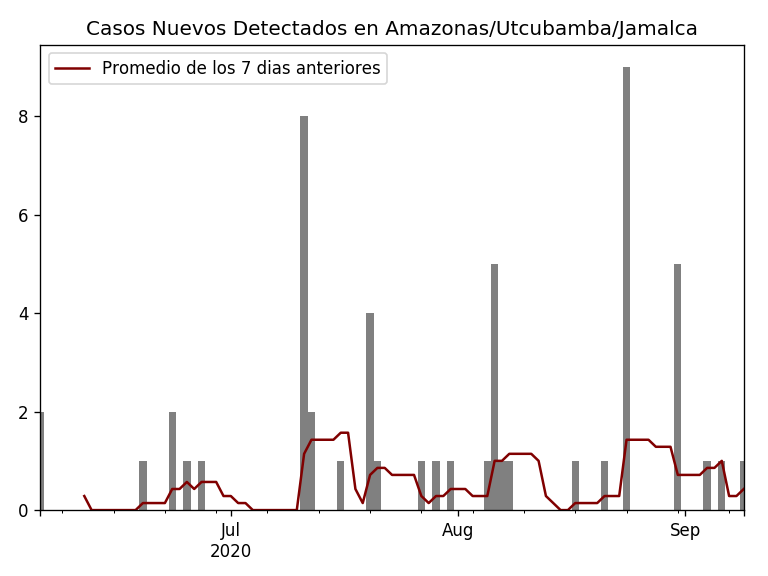 Casos Nuevos Detectados en Amazonas/Utcubamba/Jamalca
Promedio de los 7 dias anteriores
8
6
4
2
0
Jul
Aug
Sep
2020